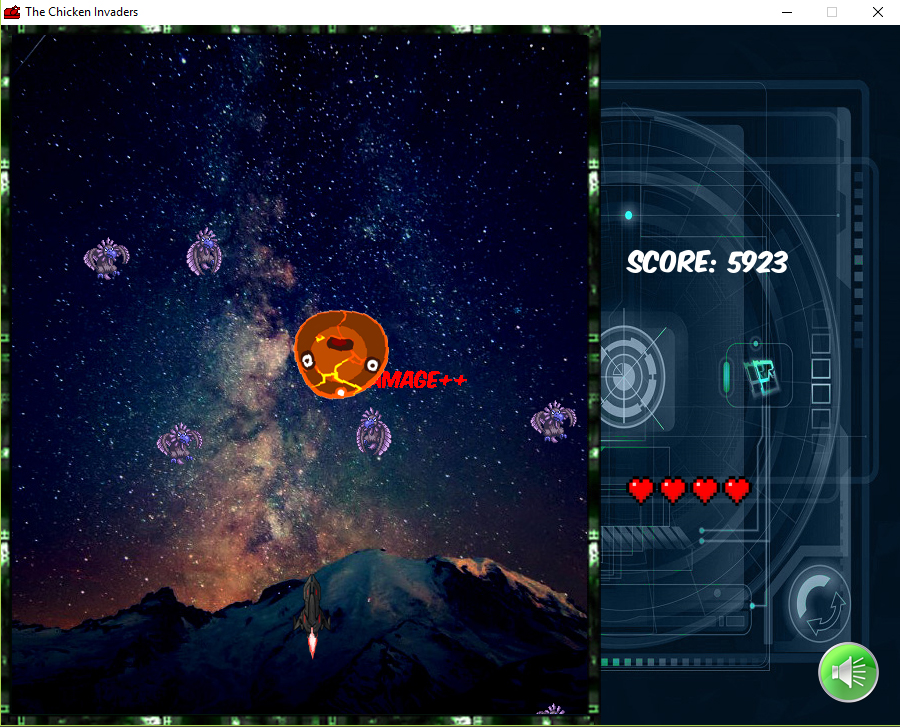 The Chicken Invaders
SCORE: 5923
AMAGE++